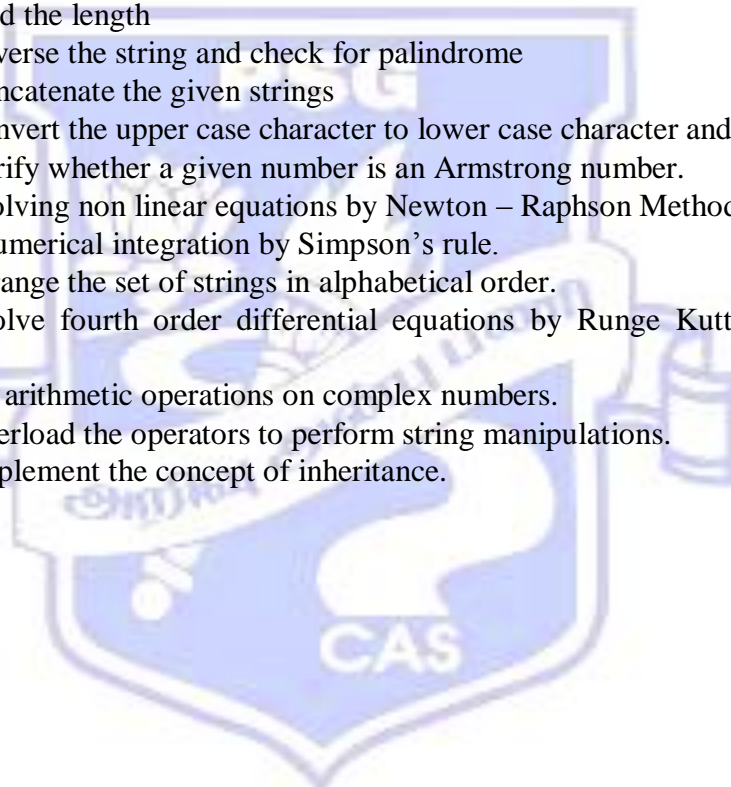 d the length
verse the string and check for palindrome
ncatenate the given strings
nvert the upper case character to lower case character and
rify whether a given number is an Armstrong number.
olving non linear equations by Newton – Raphson Method
umerical integration by Simpson's rule.
range the set of strings in alphabetical order.
olve fourth order differential equations by Runge Kutt
arithmetic operations on complex numbers.
erload the operators to perform string manipulations.
plement the concept of inheritance.
PSG
CAS